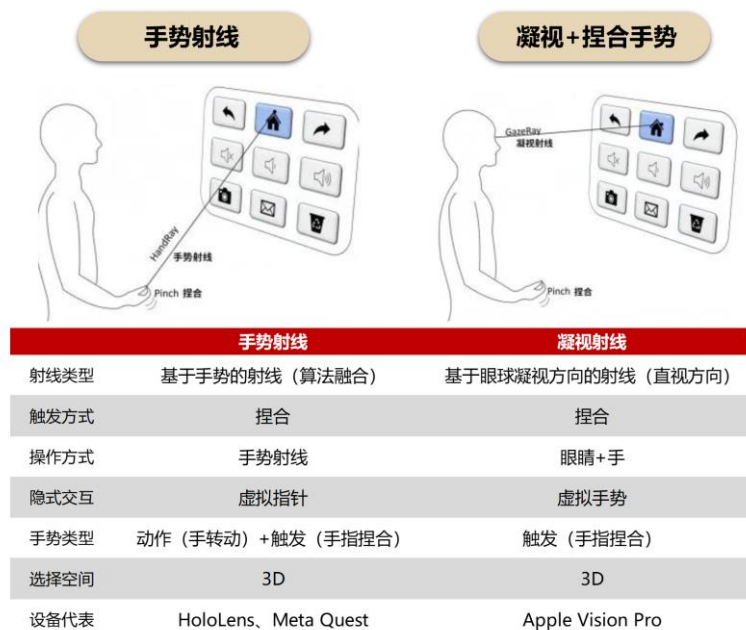 手势射线
凝视+捏合手势
HandRay
手势射线
Pinch 捏合
GazeRay
凝视射线
Pinch 捏合
手势射线 凝视射线
射线类型 基于手势的射线（算法融合） 基于眼球凝视方向的射线（直视方向）
触发方式 捏合 捏合
操作方式 手势射线 眼睛+手
隐式交互 虚拟指针 虚拟手势
手势类型 动作（手转动）+触发（手指捏合） 触发（手指捏合）
选择空间 3D 3D
设备代表 HoloLens、Meta Quest Apple Vision Pro